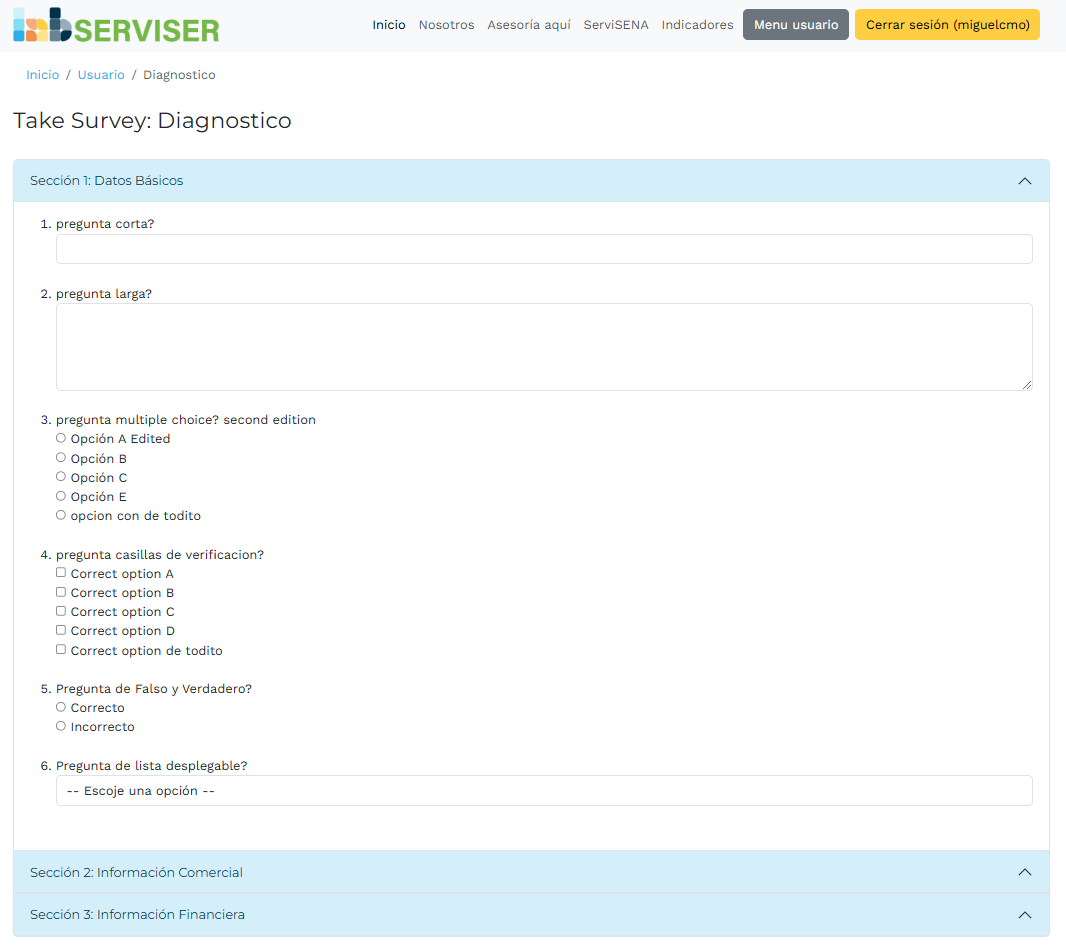 SERVISER
Inicio Nosotros Asesoría aquí ServiSENA Indicadores Menu usuario Cerrar sesión (miguelcmo)
Inicio / Usuario / Diagnostico
Take Survey: Diagnostico
Sección 1: Datos Básicos
1. pregunta corta?
2. pregunta larga?
3. pregunta multiple choice? second edition
Opción A Edited
Opción B
Opción C
Opción E
opcion con de todito
4. pregunta casillas de verificacion?
Correct option A
Correct option B
Correct option C
Correct option D
Correct option de todito
5. Pregunta de Falso y Verdadero?
Correcto
Incorrecto
6. Pregunta de lista desplegable?
-- Escoje una opción --
Sección 2: Información Comercial
Sección 3: Información Financiera